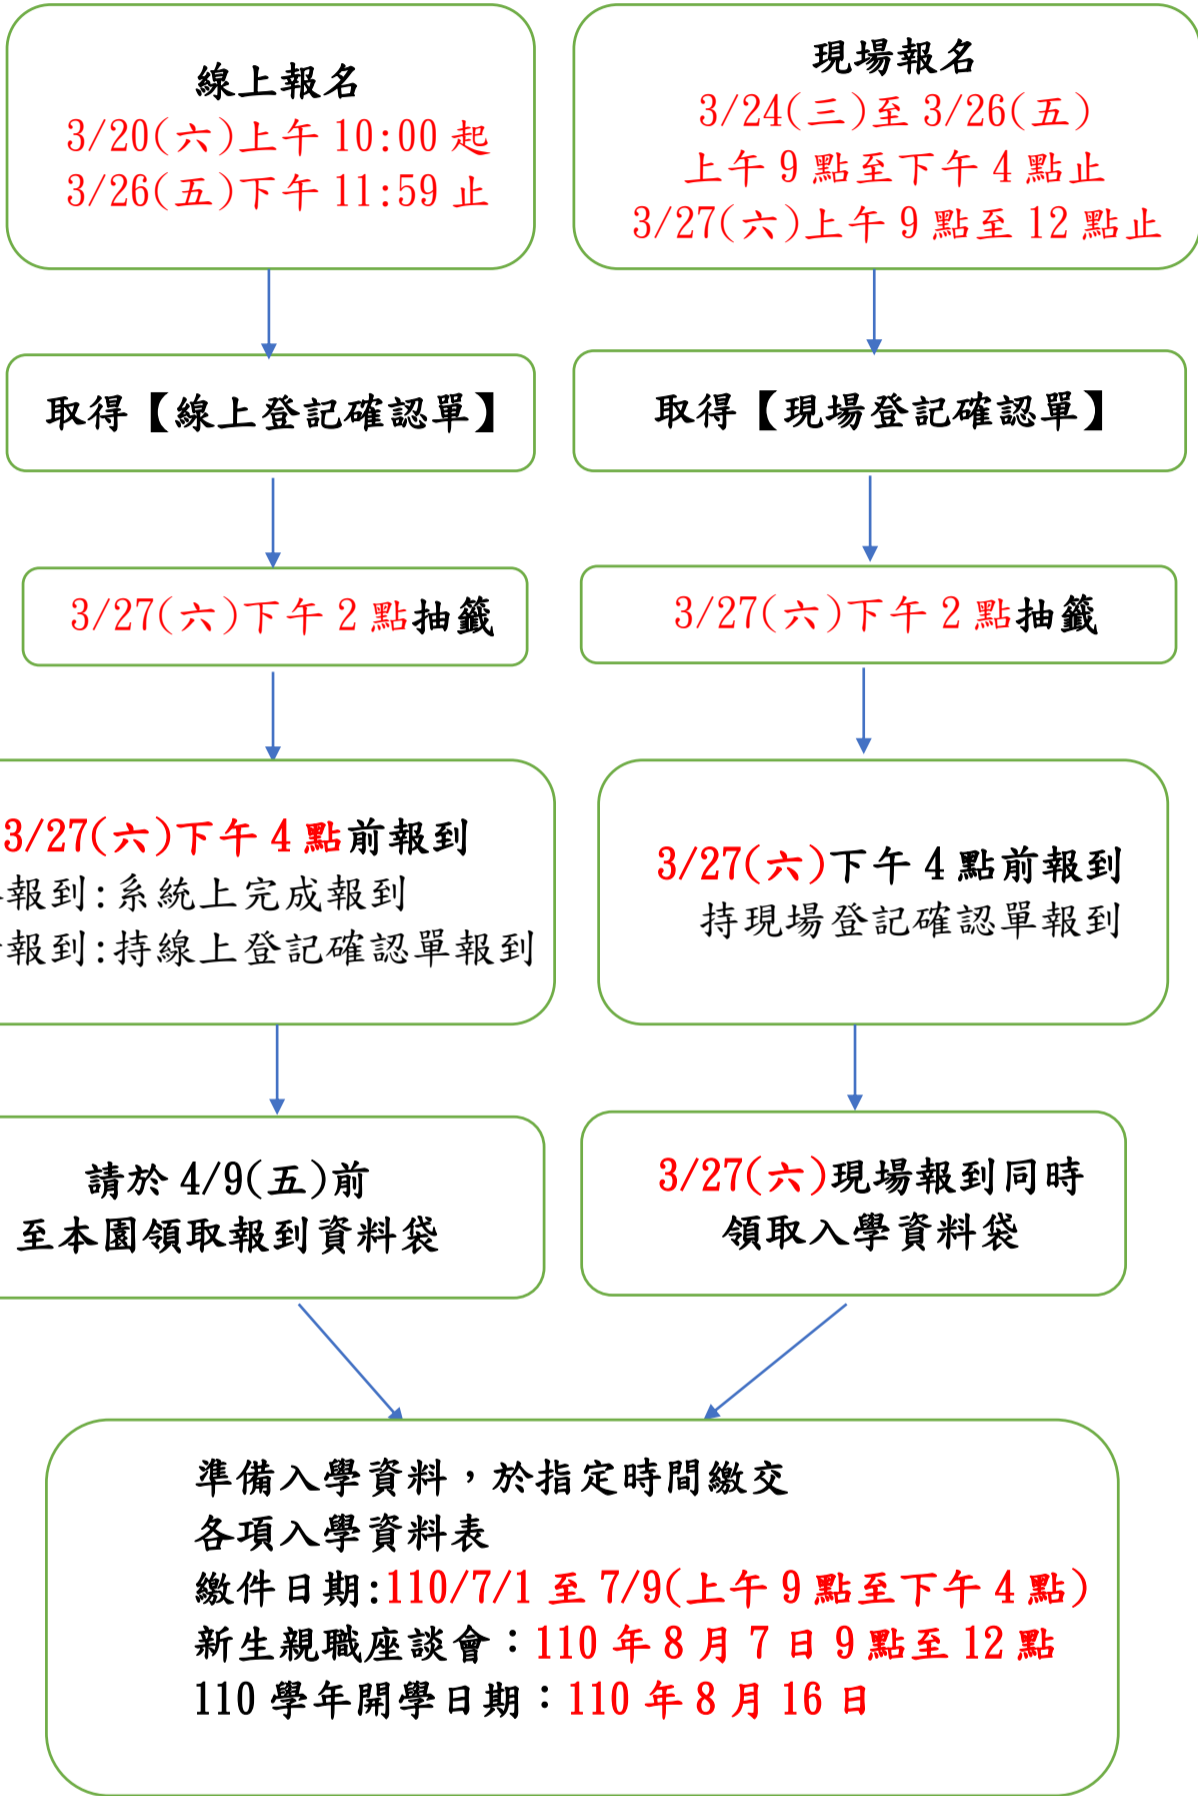 線上報名
3/20(六)上午 10:00 起
3/26(五)下午 11:59 止
現場報名
3/24(三)至 3/26(五)
上午 9 點至下午 4 點止
3/27(六)上午 9 點至 12 點止
取得【線上登記確認單】
取得【現場登記確認單】
3/27(六)下午 2 點抽籤
3/27(六)下午 2 點抽籤
3/27(六)下午 4 點前報到
報到:系統上完成報到
報到:持線上登記確認單報到
3/27(六)下午 4 點前報到
持現場登記確認單報到
請於 4/9(五)前
至本園領取報到資料袋
3/27(六)現場報到同時
領取入學資料袋
準備入學資料，於指定時間繳交
各項入學資料表
繳件日期:110/7/1 至 7/9(上午 9 點至下午 4 點)
新生親職座談會：110 年 8 月 7 日 9 點至 12 點
110 學年開學日期：110 年 8 月 16 日